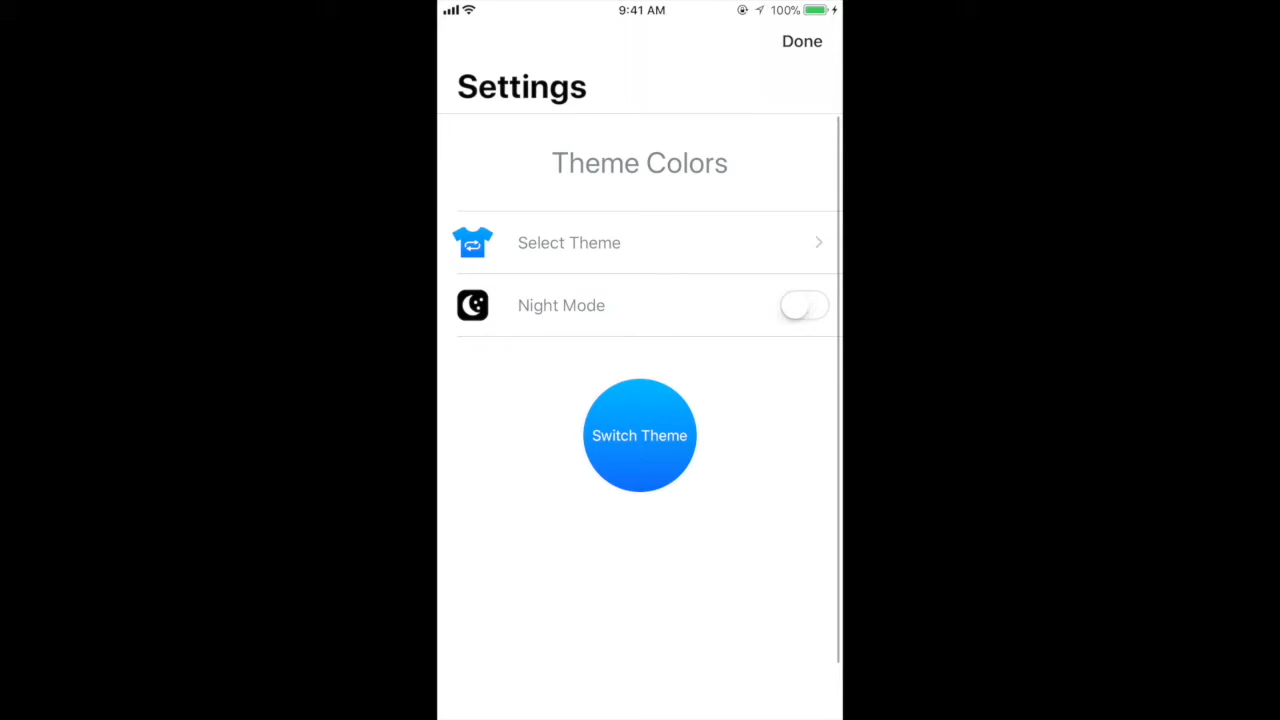 9:41 AM
100%
Done
Settings
Theme Colors
Select Theme
Night Mode
Switch Theme